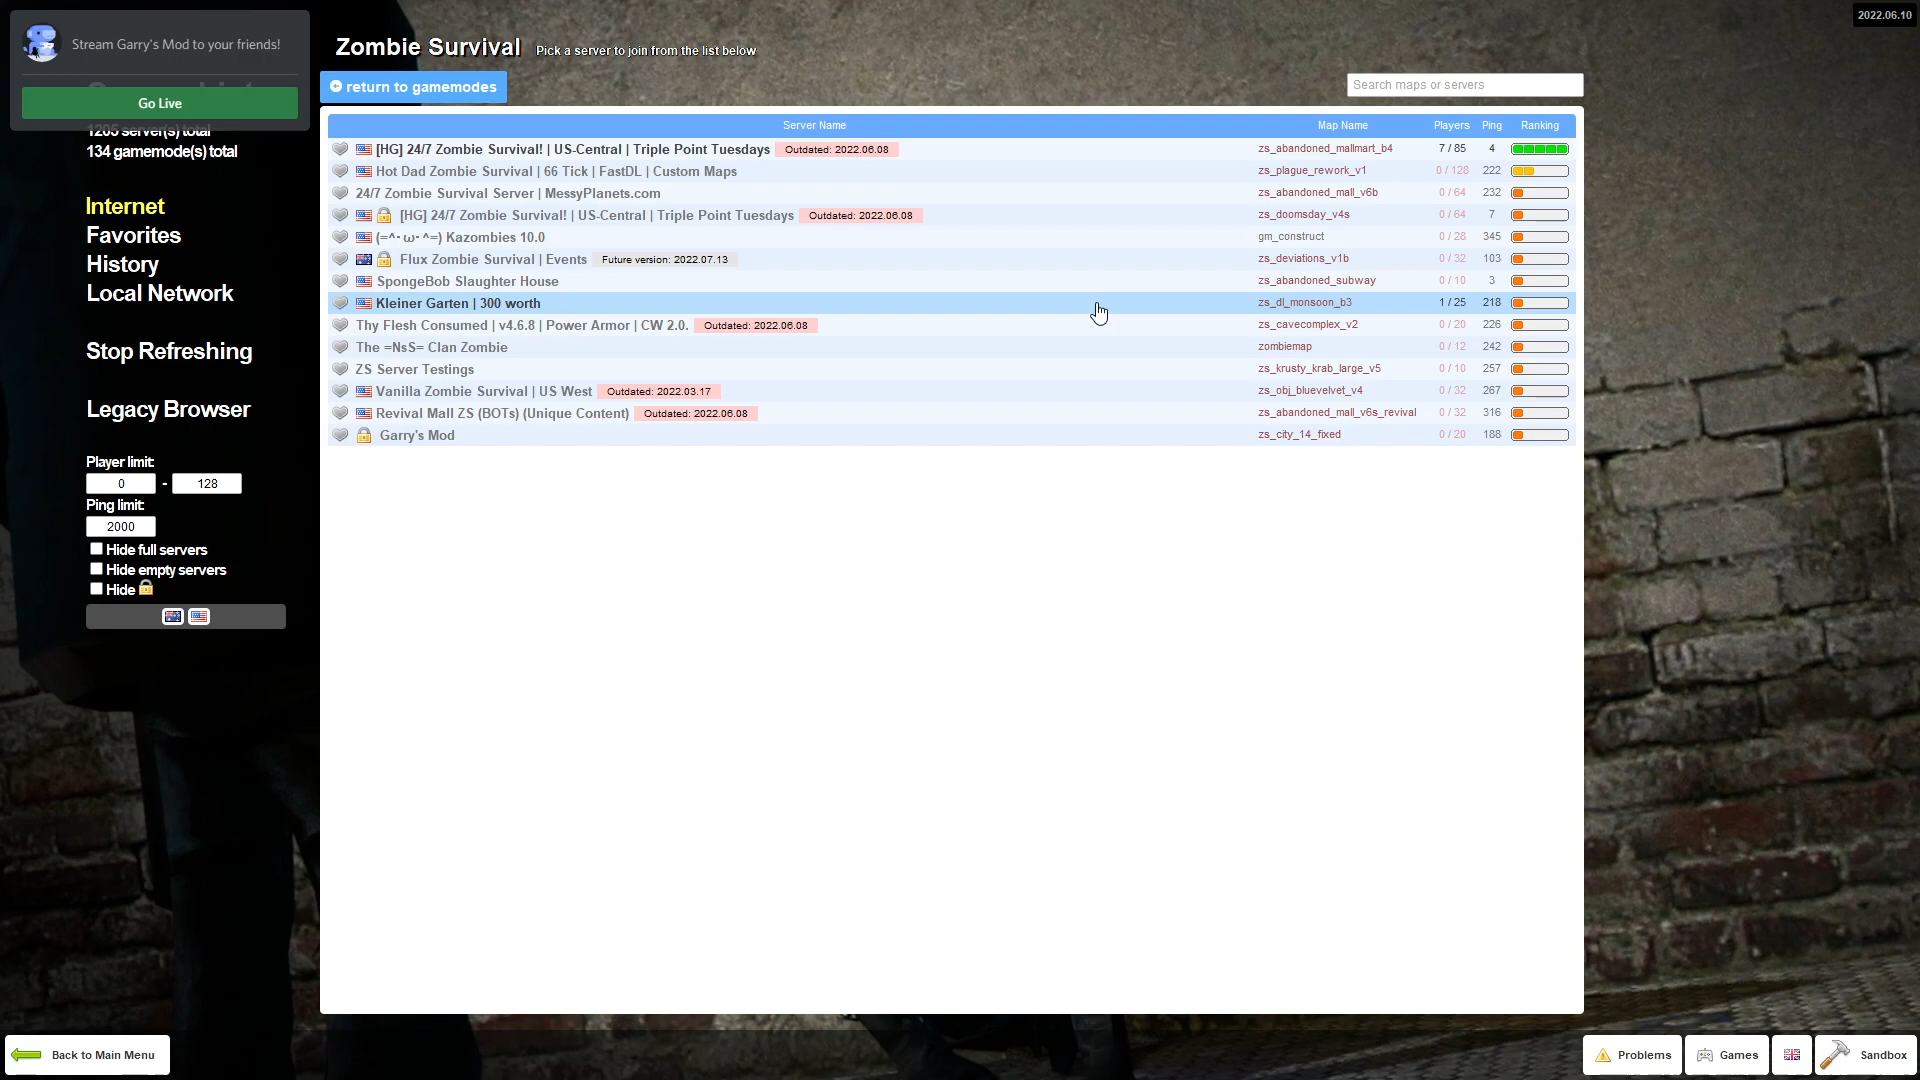 2022.06.10
Stream Garry's Mod to your friends!
Go Live
1205 server(s) total
134 gamemode(s) total
Internet
Favorites
History
Local Network
Stop Refreshing
Legacy Browser
Player limit:
0 - 128
Ping limit:
2000
Hide full servers
Hide empty servers
Hide
Zombie Survival Pick a server to join from the list below
return to gamemodes
Search maps or servers
Server Name Map Name Players Ping Ranking
[HG] 24/7 Zombie Survival! | US-Central | Triple Point Tuesdays Outdated: 2022.06.08 zs_abandoned_mallmart_b4 7 / 85 4
Hot Dad Zombie Survival | 66 Tick | FastDL | Custom Maps zs_plague_rework_v1 0 / 128 222
24/7 Zombie Survival Server | MessyPlanets.com zs_abandoned_mall_v6b 0 / 64 232
[HG] 24/7 Zombie Survival! | US-Central | Triple Point Tuesdays Outdated: 2022.06.08 zs_doomsday_v4s 0 / 64 7
(=^-ω-^=) Kazombies 10.0 gm_construct 0 / 28 345
Flux Zombie Survival | Events Future version: 2022.07.13 zs_deviations_v1b 0 / 32 103
SpongeBob Slaughter House zs_abandoned_subway 0 / 10 3
Kleiner Garten | 300 worth zs_dl_monsoon_b3 1 / 25 218
Thy Flesh Consumed | v4.6.8 | Power Armor | CW 2.0. Outdated: 2022.06.08 zs_cavecomplex_v2 0 / 20 226
The =NsS= Clan Zombie zombiemap 0 / 12 242
ZS Server Testings zs_krusty_krab_large_v5 0 / 10 257
Vanilla Zombie Survival | US West Outdated: 2022.03.17 zs_obj_bluevelvet_v4 0 / 32 267
Revival Mall ZS (BOTs) (Unique Content) Outdated: 2022.06.08 zs_abandoned_mall_v6s_revival 0 / 32 316
Garry's Mod zs_city_14_fixed 0 / 20 188
Back to Main Menu
Problems
Games
Sandbox